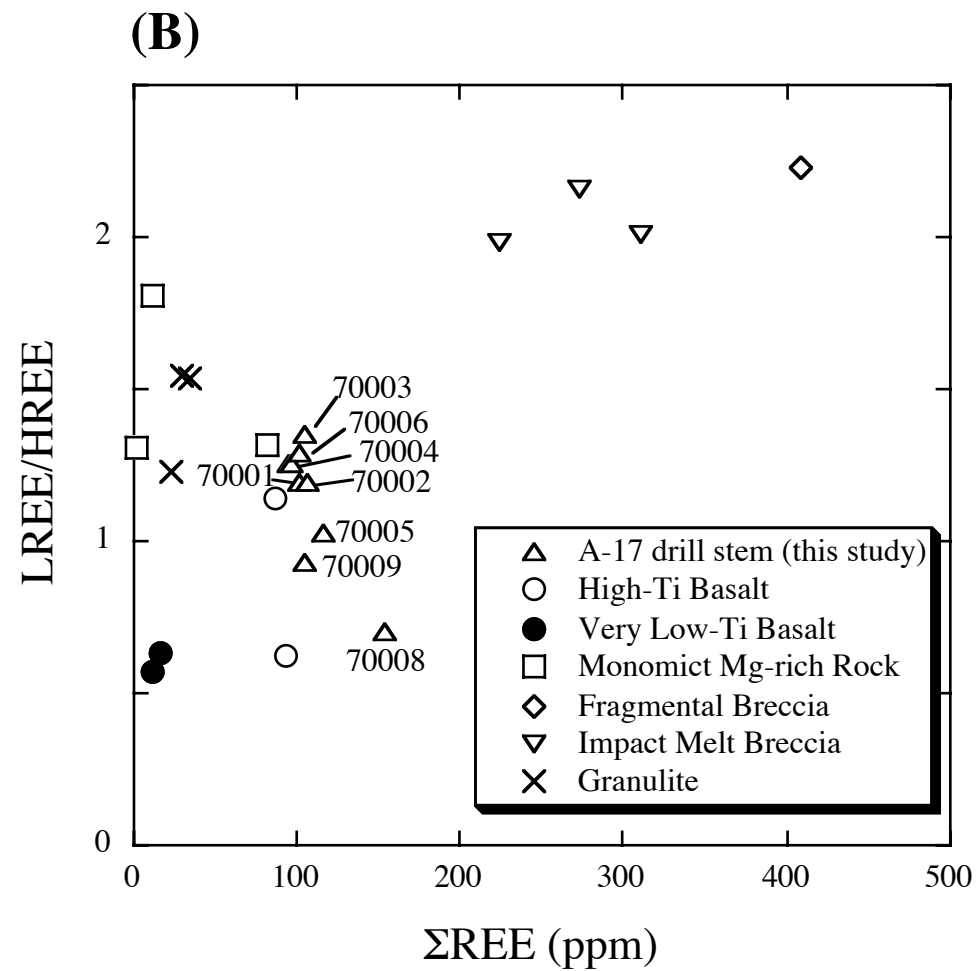 (B)
LREE/HREE
2
1
0
70003
70006
70004
70001
70002
70005
70009
70008
A-17 drill stem (this study)
High-Ti Basalt
Very Low-Ti Basalt
Monomict Mg-rich Rock
Fragmental Breccia
Impact Melt Breccia
Granulite
0 100 200 300 400 500
ΣREE (ppm)